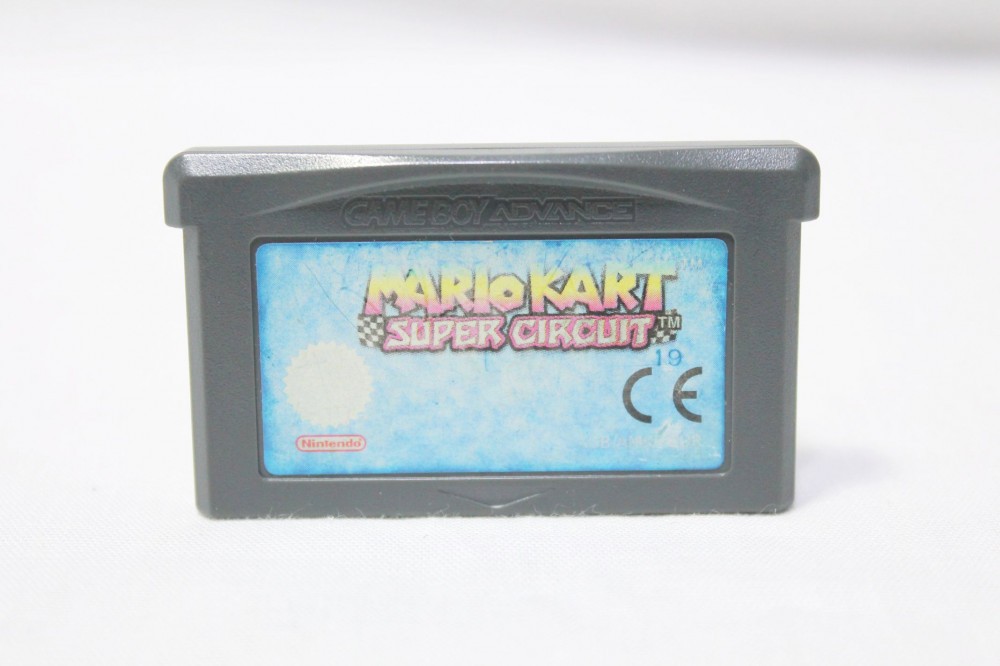 GAME BOY ADVANCE
MARIO KART
SUPER CIRCUIT™
19
CE
Nintendo